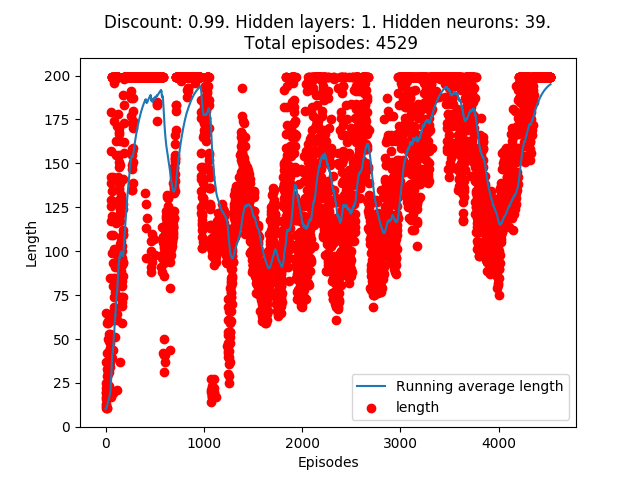 Discount: 0.99. Hidden layers: 1. Hidden neurons: 39.
Total episodes: 4529
200
175
150
125
100
75
50
25
0
Length
Running average length
length
0 1000 2000 3000 4000
Episodes